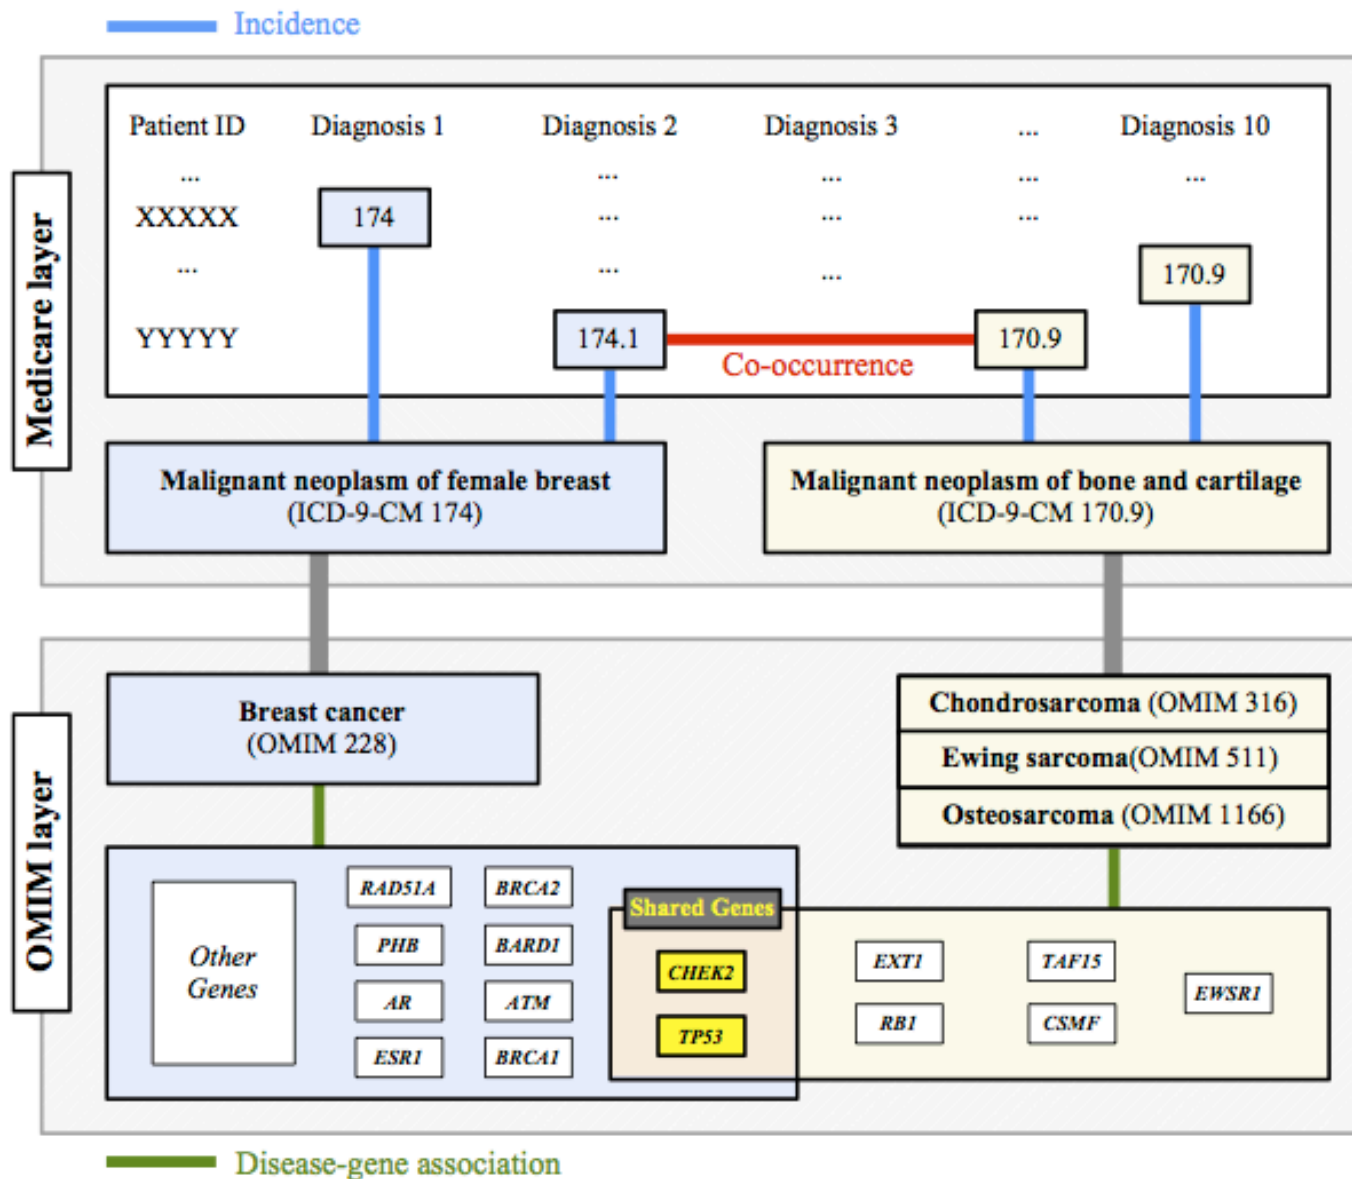 Incidence
Medicare layer
Patient ID Diagnosis 1 Diagnosis 2 Diagnosis 3 ... Diagnosis 10
... ... ... ... ...
XXXXX 174 ... ... ...
... ... ... 170.9
YYYYY 174.1 170.9
Co-occurrence
Malignant neoplasm of female breast
(ICD-9-CM 174)
Malignant neoplasm of bone and cartilage
(ICD-9-CM 170.9)
OMIM layer
Breast cancer
(OMIM 228)
Chondrosarcoma (OMIM 316)
Ewing sarcoma(OMIM 511)
Osteosarcoma (OMIM 1166)
Other
Genes
RAD51A BRCA2
PHB BARD1
AR ATM
ESR1 BRCA1
Shared Genes
CHEK2
TP53
EXT1 TAF15
EWSR1
RB1 CSMF
Disease-gene association